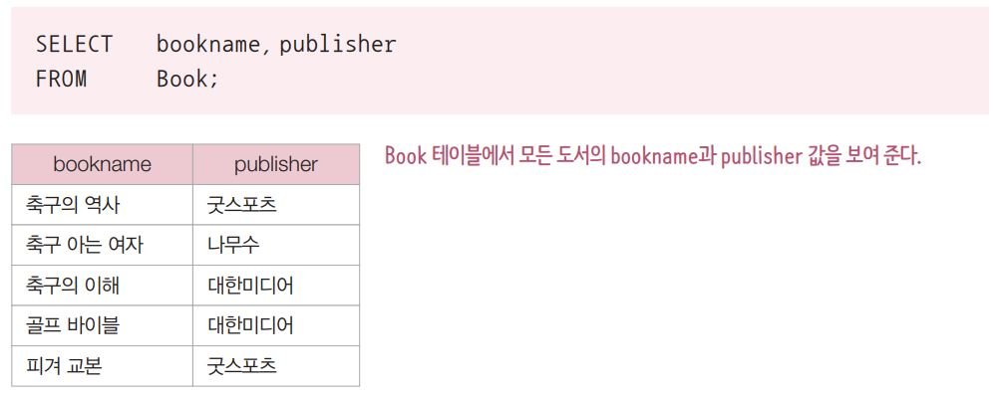 SELECT bookname, publisher
FROM Book;
Book 테이블에서 모든 도서의 bookname과 publisher 값을 보여 준다.
bookname publisher
축구의 역사 굿스포츠
축구 아는 여자 나무수
축구의 이해 대한미디어
골프 바이블 대한미디어
피겨 교본 굿스포츠